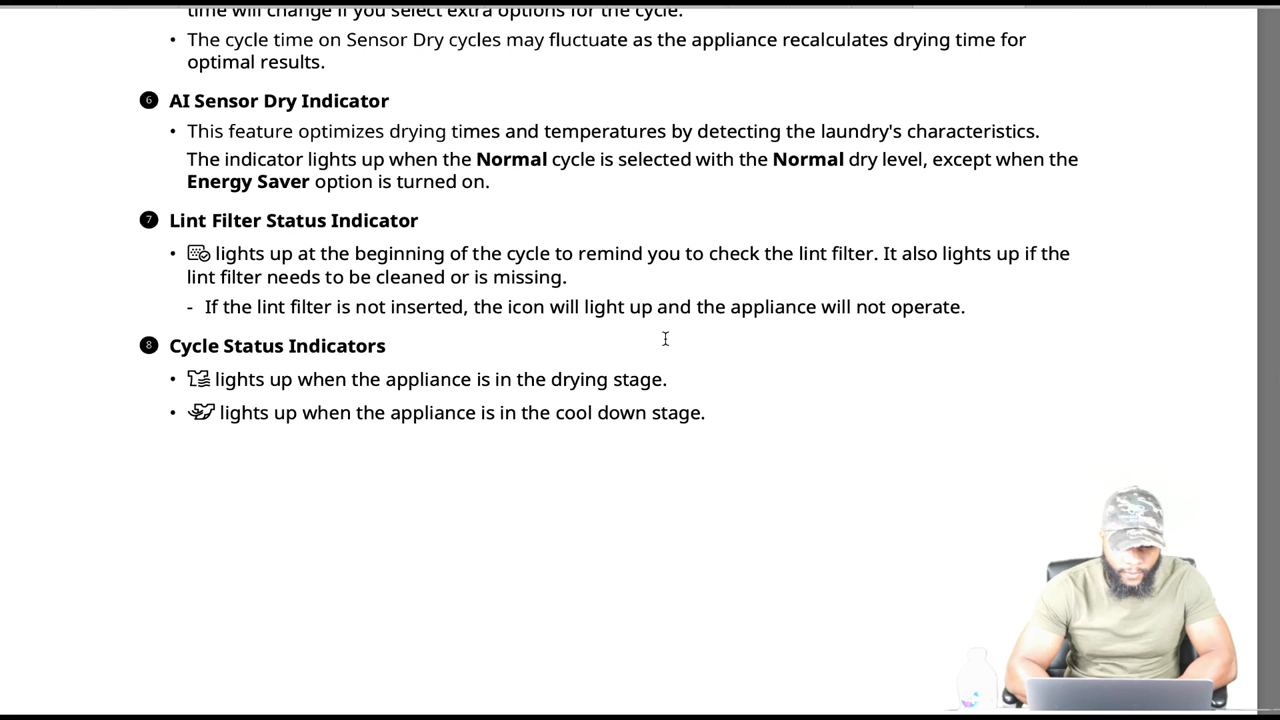 time will change if you select extra options for the cycle.
• The cycle time on Sensor Dry cycles may fluctuate as the appliance recalculates drying time for
optimal results.
6 AI Sensor Dry Indicator
• This feature optimizes drying times and temperatures by detecting the laundry's characteristics.
The indicator lights up when the Normal cycle is selected with the Normal dry level, except when the
Energy Saver option is turned on.
7 Lint Filter Status Indicator
• lights up at the beginning of the cycle to remind you to check the lint filter. It also lights up if the
lint filter needs to be cleaned or is missing.
- If the lint filter is not inserted, the icon will light up and the appliance will not operate.
8 Cycle Status Indicators
• lights up when the appliance is in the drying stage.
• lights up when the appliance is in the cool down stage.